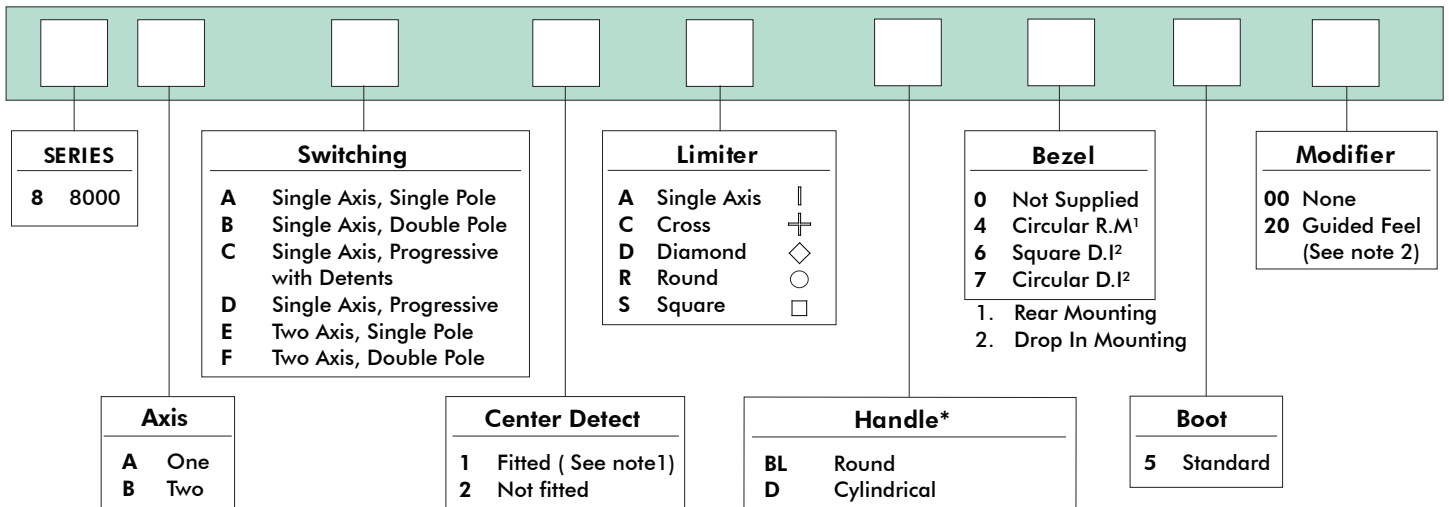 SERIES
8 8000
Switching
A Single Axis, Single Pole
B Single Axis, Double Pole
C Single Axis, Progressive
with Detents
D Single Axis, Progressive
E Two Axis, Single Pole
F Two Axis, Double Pole
Limiter
A Single Axis
C Cross
D Diamond
R Round
S Square
Bezel
0 Not Supplied
4 Circular R.M¹
6 Square D.I²
7 Circular D.I²
1. Rear Mounting
2. Drop In Mounting
Modifier
00 None
20 Guided Feel
(See note 2)
Axis
A One
B Two
Center Detect
1 Fitted ( See note1)
2 Not fitted
Handle*
BL Round
D Cylindrical
Boot
5 Standard